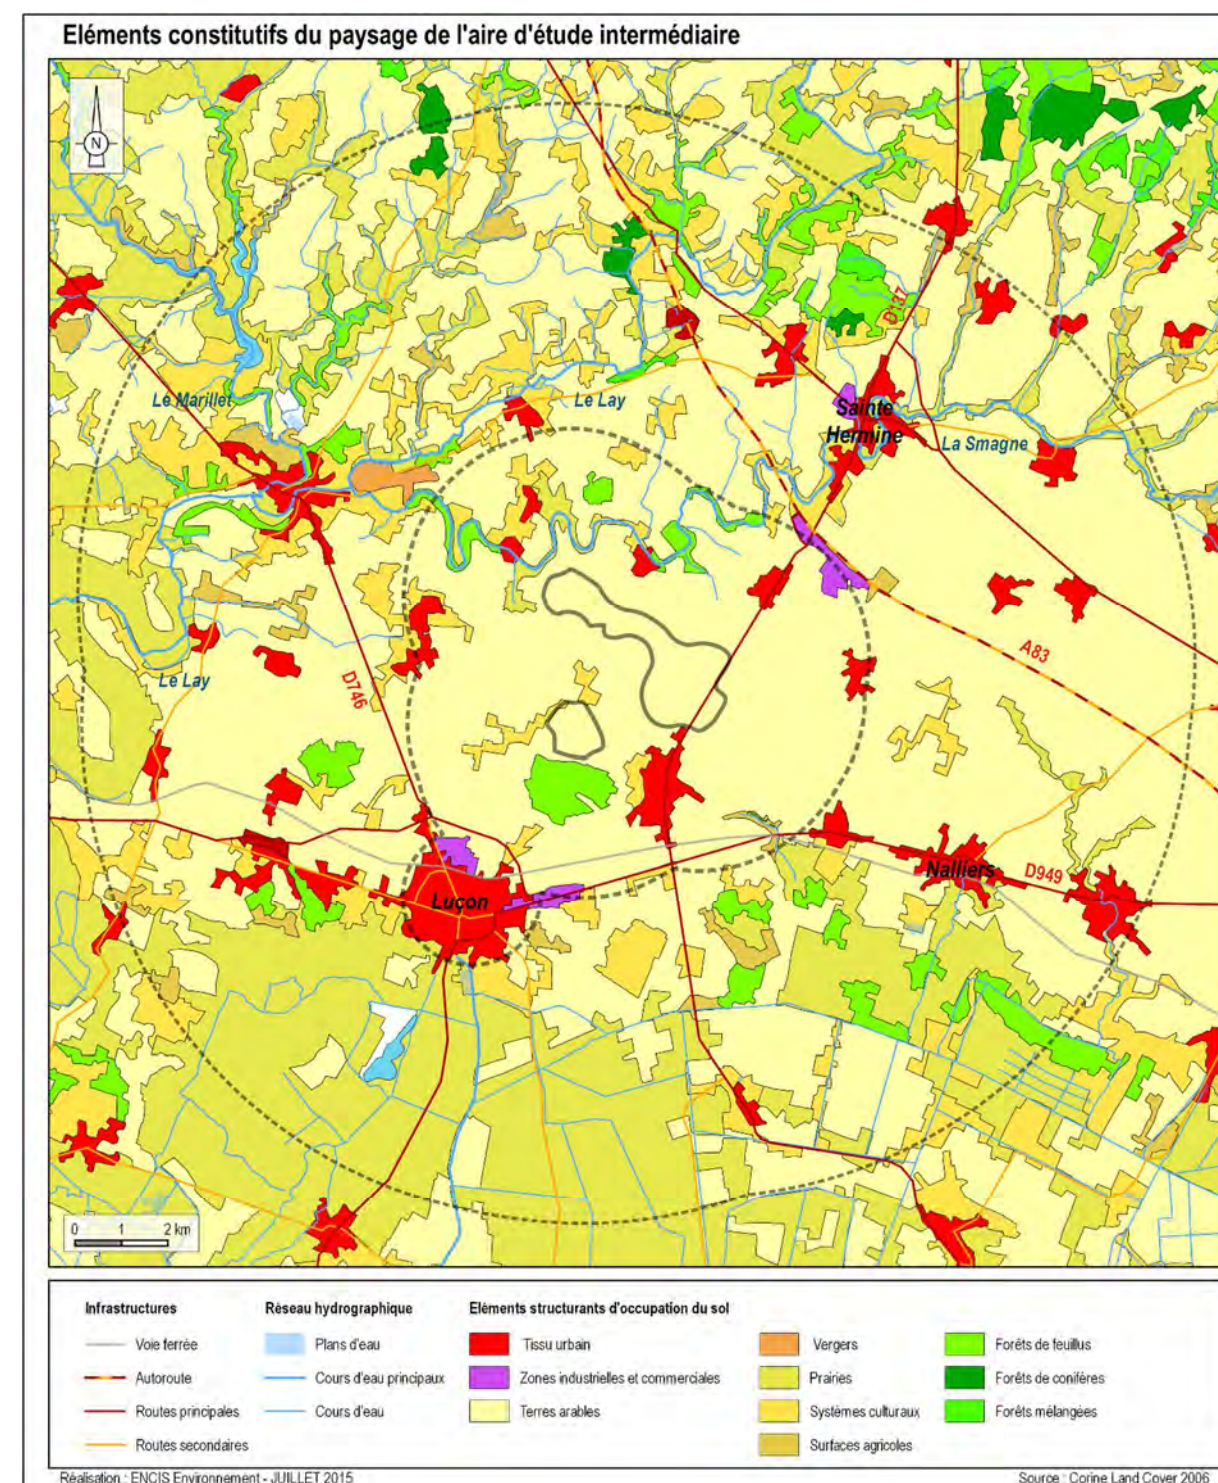 Eléments constitutifs du paysage de l'aire d'étude intermédiaire
N
D137
Le Marillet
Le Lay
Sainte
Hermine
La Smagne
A83
Le Lay
D746
Nalliers
D949
Luçon
0 1 2 km
Infrastructures
Voie ferrée
Autoroute
Routes principales
Routes secondaires
Réseau hydrographique
Plans d'eau
Cours d'eau principaux
Cours d'eau
Eléments structurants d'occupation du sol
Tissu urbain
Zones industrielles et commerciales
Terres arables
Vergers
Prairies
Systèmes culturaux
Surfaces agricoles
Forêts de feuillus
Forêts de conifères
Forêts mélangées
Réalisation : ENCIS Environnement - JUILLET 2015
Source : Corine Land Cover 2006